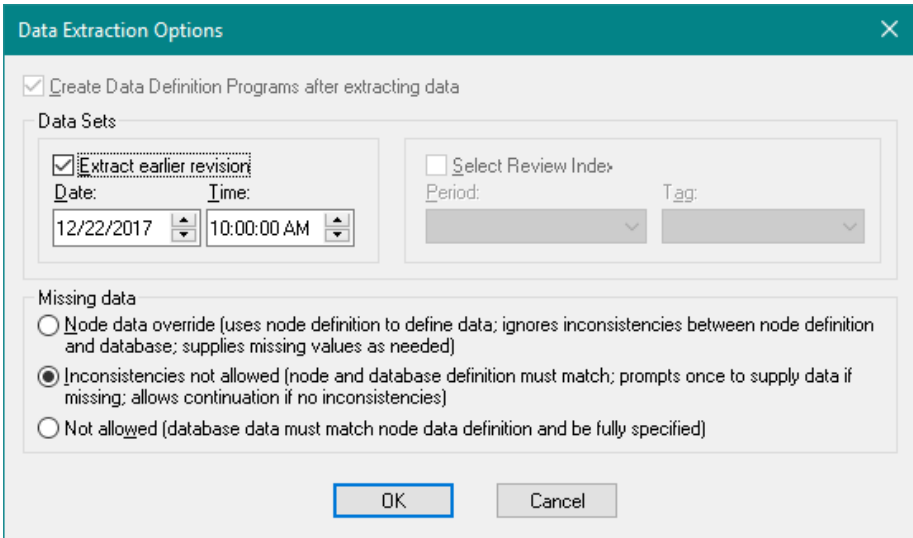 Data Extraction Options
Create Data Definition Programs after extracting data
Data Sets
Extract earlier revision
Date:
Time:
12/22/2017
10:00:00 AM
Select Review Index
Period:
Tag:
Missing data
Node data override (uses node definition to define data; ignores inconsistencies between node definition
and database; supplies missing values as needed)
Inconsistencies not allowed (node and database definition must match; prompts once to supply data if
missing; allows continuation if no inconsistencies)
Not allowed (database data must match node data definition and be fully specified)
OK
Cancel